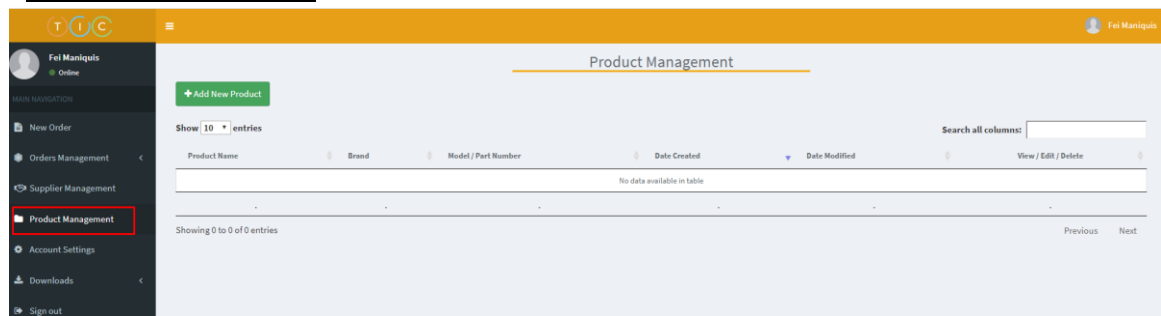 TIC
Fei Maniquis
Fei Maniquis
Online
MAIN NAVIGATION
New Order
Orders Management
Supplier Management
Product Management
Account Settings
Downloads
Sign out
Product Management
Add New Product
Show 10 entries
Search all columns:
Product Name Brand Model / Part Number Date Created Date Modified View / Edit / Delete
No data available in table
Showing 0 to 0 of 0 entries
Previous Next